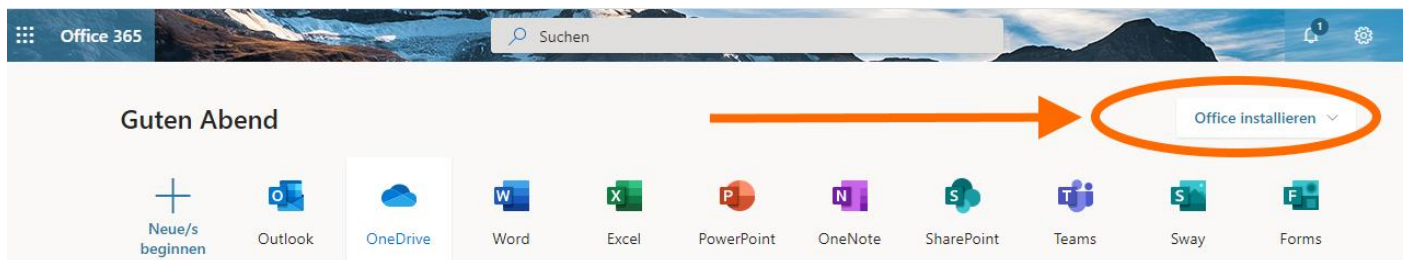 Office 365
Suchen
1
Guten Abend
Office installieren
Neue/s
beginnen
Outlook
OneDrive
Word
Excel
PowerPoint
OneNote
SharePoint
Teams
Sway
Forms